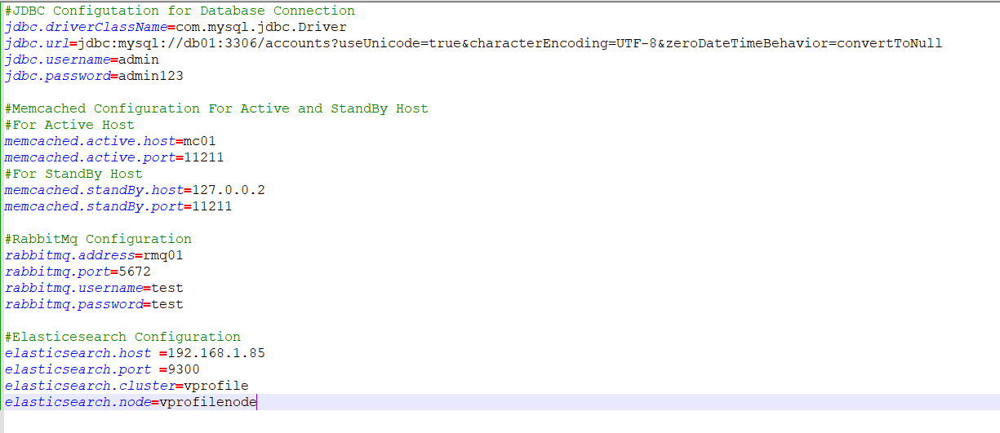 #JDBC Configutation for Database Connection
jdbc.driverClassName=com.mysql.jdbc.Driver
jdbc.url=jdbc:mysql://db01:3306/accounts?useUnicode=true&characterEncoding=UTF-8&zeroDateTimeBehavior=convertToNull
jdbc.username=admin
jdbc.password=admin123

#Memcached Configuration For Active and StandBy Host
#For Active Host
memcached.active.host=mc01
memcached.active.port=11211
#For StandBy Host
memcached.standBy.host=127.0.0.2
memcached.standBy.port=11211

#RabbitMq Configuration
rabbitmq.address=rmq01
rabbitmq.port=5672
rabbitmq.username=test
rabbitmq.password=test

#Elasticesearch Configuration
elasticsearch.host =192.168.1.85
elasticsearch.port =9300
elasticsearch.cluster=vprofile
elasticsearch.node=vprofilenode